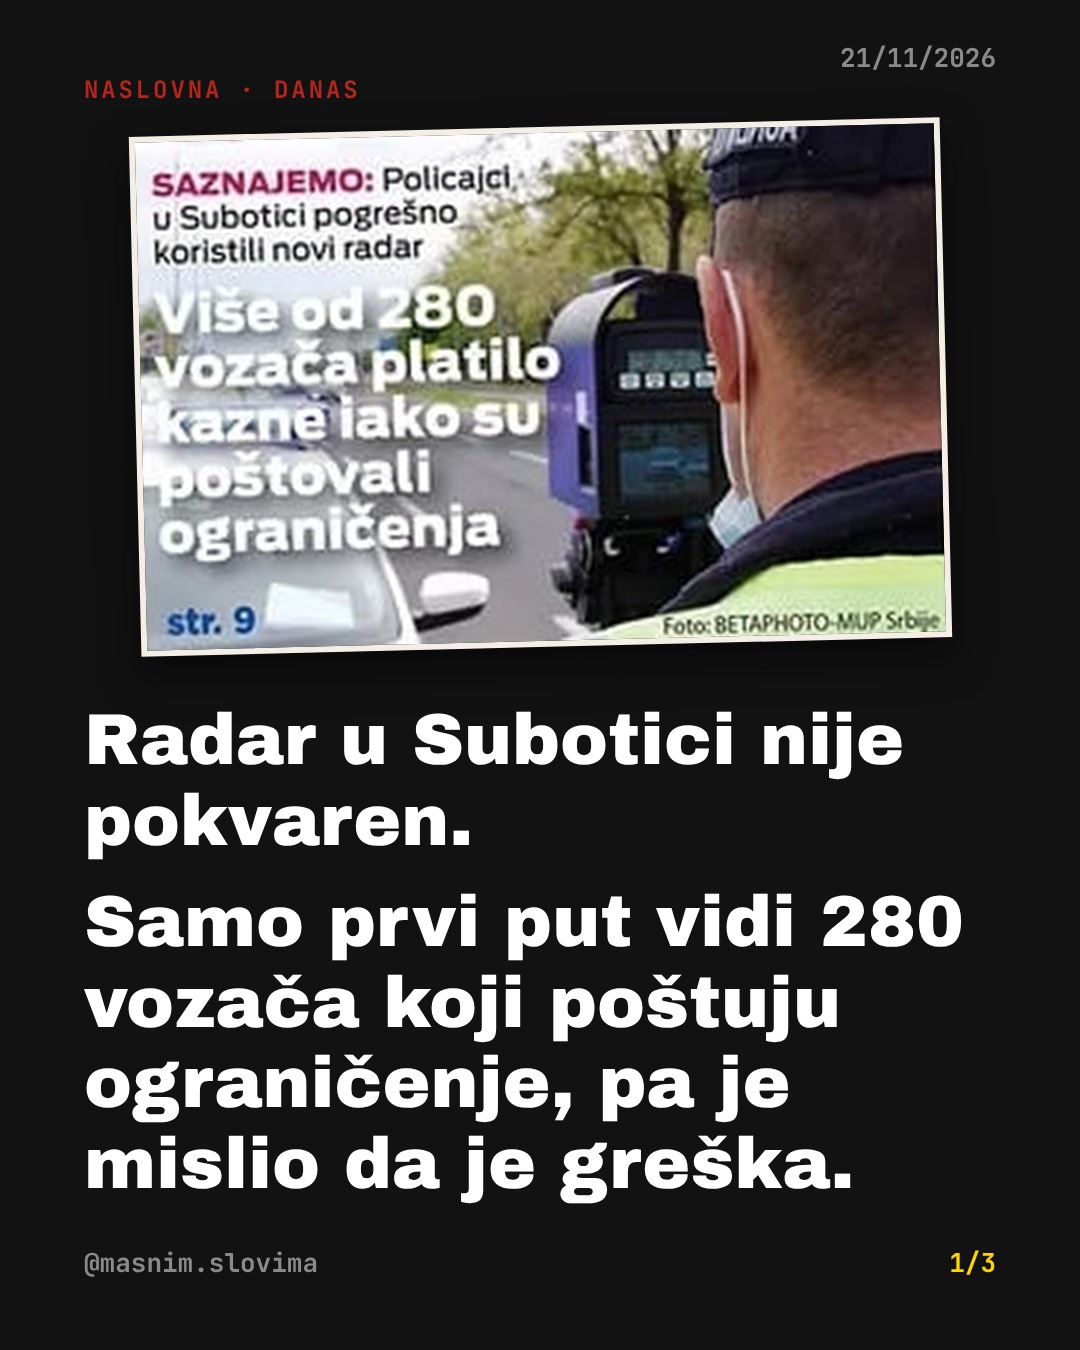 21/11/2026
NASLOVNA · DANAS
SAZNAJEMO: Policajci
u Subotici pogrešno
koristili novi radar
Više od 280
vozača platilo
kazne iako su
poštovali
ograničenja
str. 9
Foto: BETAPHOTO-MUP Srbije
Radar u Subotici nije
pokvaren.
Samo prvi put vidi 280
vozača koji poštuju
ograničenje, pa je
mislio da je greška.
@masnim.slovima
1/3